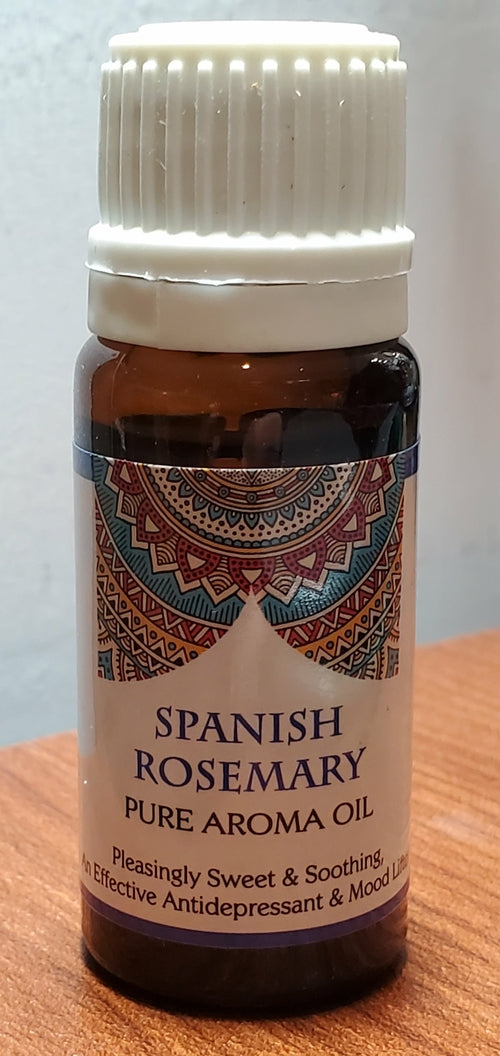 SPANISH
ROSEMARY
PURE AROMA OIL
Pleasingly Sweet & Soothing,
An Effective Antidepressant & Mood